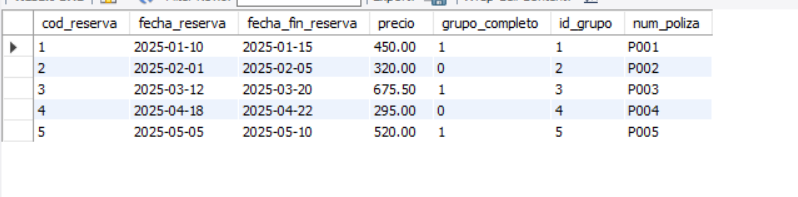 cod_reserva fecha_reserva fecha_fin_reserva precio grupo_completo id_grupo num_poliza
1 2025-01-10 2025-01-15 450.00 1 1 P001
2 2025-02-01 2025-02-05 320.00 0 2 P002
3 2025-03-12 2025-03-20 675.50 1 3 P003
4 2025-04-18 2025-04-22 295.00 0 4 P004
5 2025-05-05 2025-05-10 520.00 1 5 P005